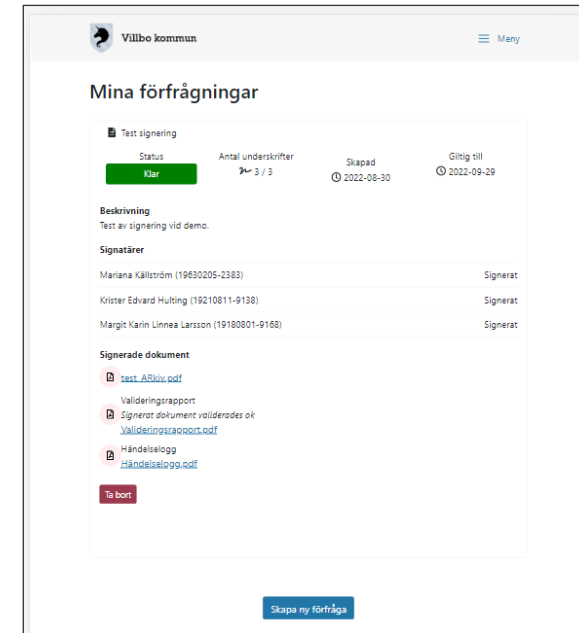 Villbo kommun
Meny
Mina förfrågningar
Test signering
Status
Antal underskrifter
Skapad
Giltig till
Klar
3 / 3
2022-08-30
2022-09-29
Beskrivning
Test av signering vid demo.
Signatärer
Mariana Källström (19630205-2383) Signerat
Krister Edvard Hulting (19210811-9138) Signerat
Margit Karin Linnea Larsson (19180801-9168) Signerat
Signerade dokument
test_ARkiv.pdf
Valideringsrapport
Signerat dokument validerades ok
Valideringsrapport.pdf
Händelselogg
Händelselogg.pdf
Ta bort
Skapa ny förfråga